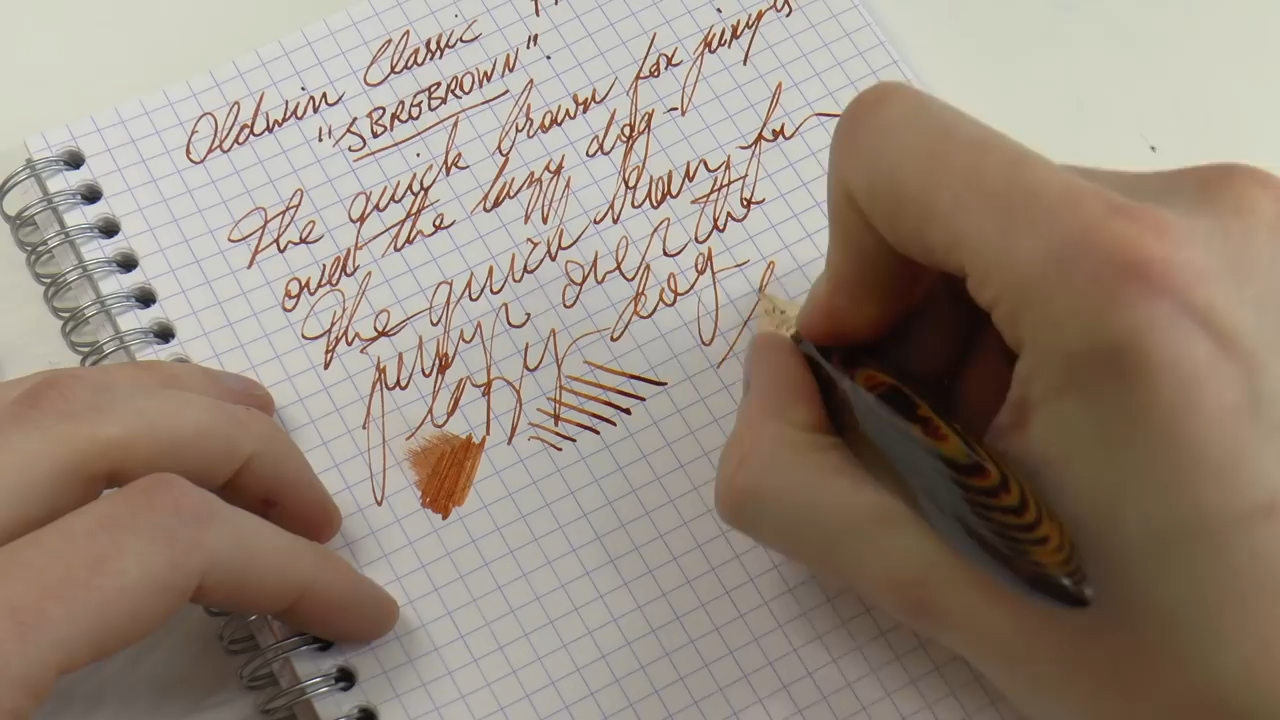 Oldwin Classic
"SBREBROWN"
The quick brown fox jumps
over the lazy dog.
The quick brown fox
jumps over the
lazy dog